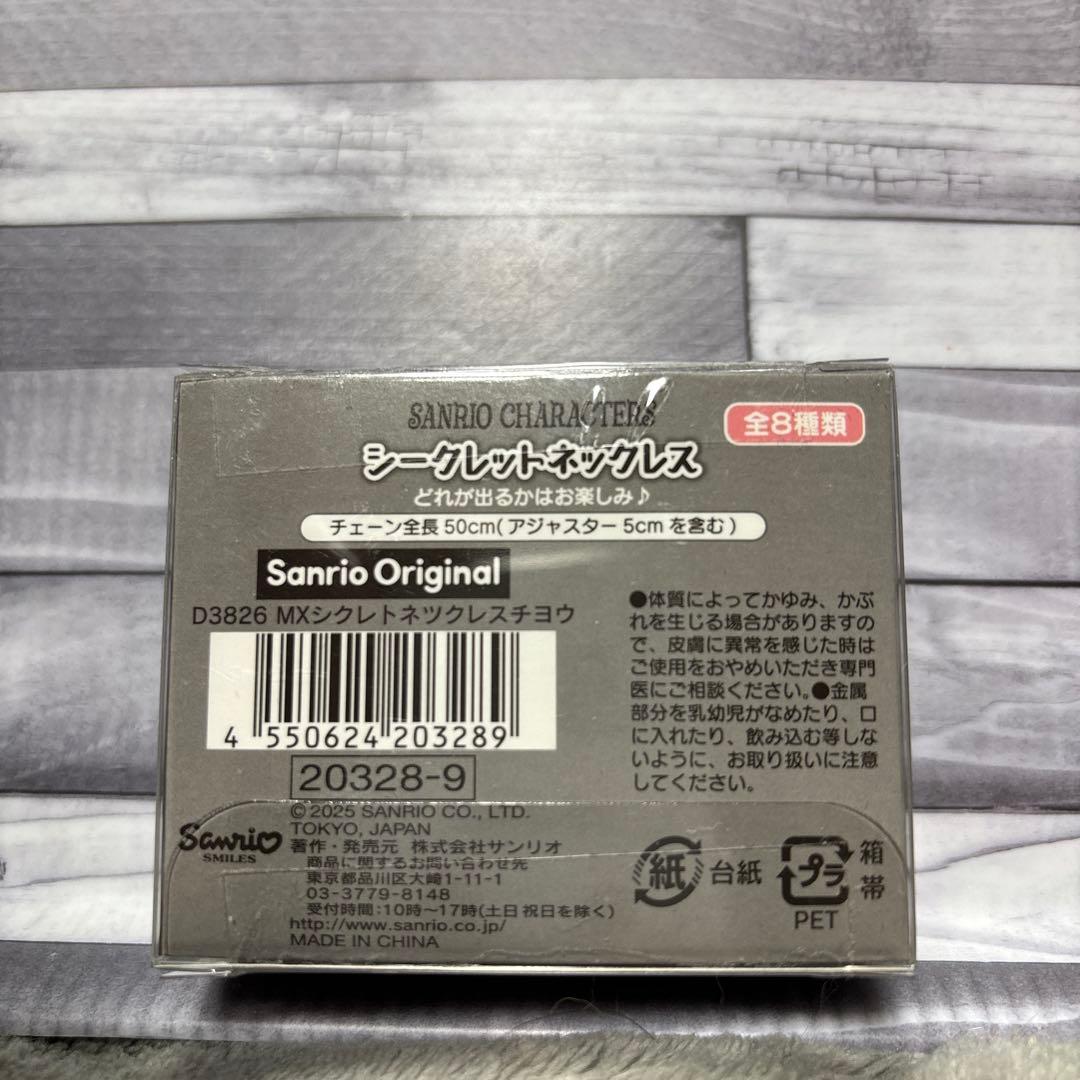 SANRIO CHARACTERS
全8種類
シークレットネックレス
どれが出るかはお楽しみ♪
チェーン全長50cm(アジャスター5cmを含む)
Sanrio Original
D3826 MXシクレトネツクレスチヨウ
4 550624 203289
20328-9
●体質によってかゆみ、かぶ
れを生じる場合がありますの
で、皮膚に異常を感じた時は
ご使用をおやめいただき専門
医にご相談ください。●金属
部分を乳幼児がなめたり、口
に入れたり、飲み込む等しな
いように、お取り扱いに注意
してください。
©2025 SANRIO CO., LTD.
TOKYO, JAPAN
Sanrio
SMILES
著作・発売元 株式会社サンリオ
商品に関するお問い合わせ先
東京都品川区大崎1-11-1
03-3779-8148
受付時間:10時〜17時(土日祝日を除く)
http://www.sanrio.co.jp/
MADE IN CHINA
紙 台紙
プラ 箱
帯
PET